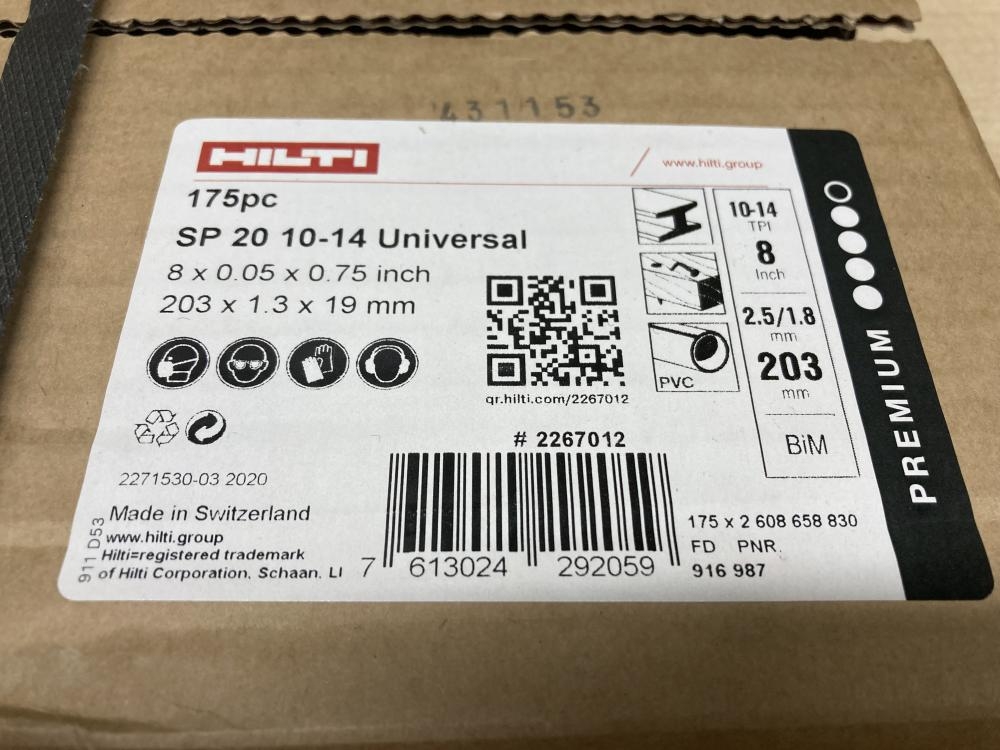 431153
HILTI
www.hilti.group
175pc
SP 20 10-14 Universal
8 x 0.05 x 0.75 inch
203 x 1.3 x 19 mm
PVC
10-14
TPI
8
Inch
2.5/1.8
mm
203
mm
BiM
PREMIUM
qr.hilti.com/2267012
# 2267012
2271530-03 2020
Made in Switzerland
www.hilti.group
Hilti=registered trademark
of Hilti Corporation, Schaan, LI
911 D53
7 613024 292059
175 x 2 608 658 830
FD PNR.
916 987